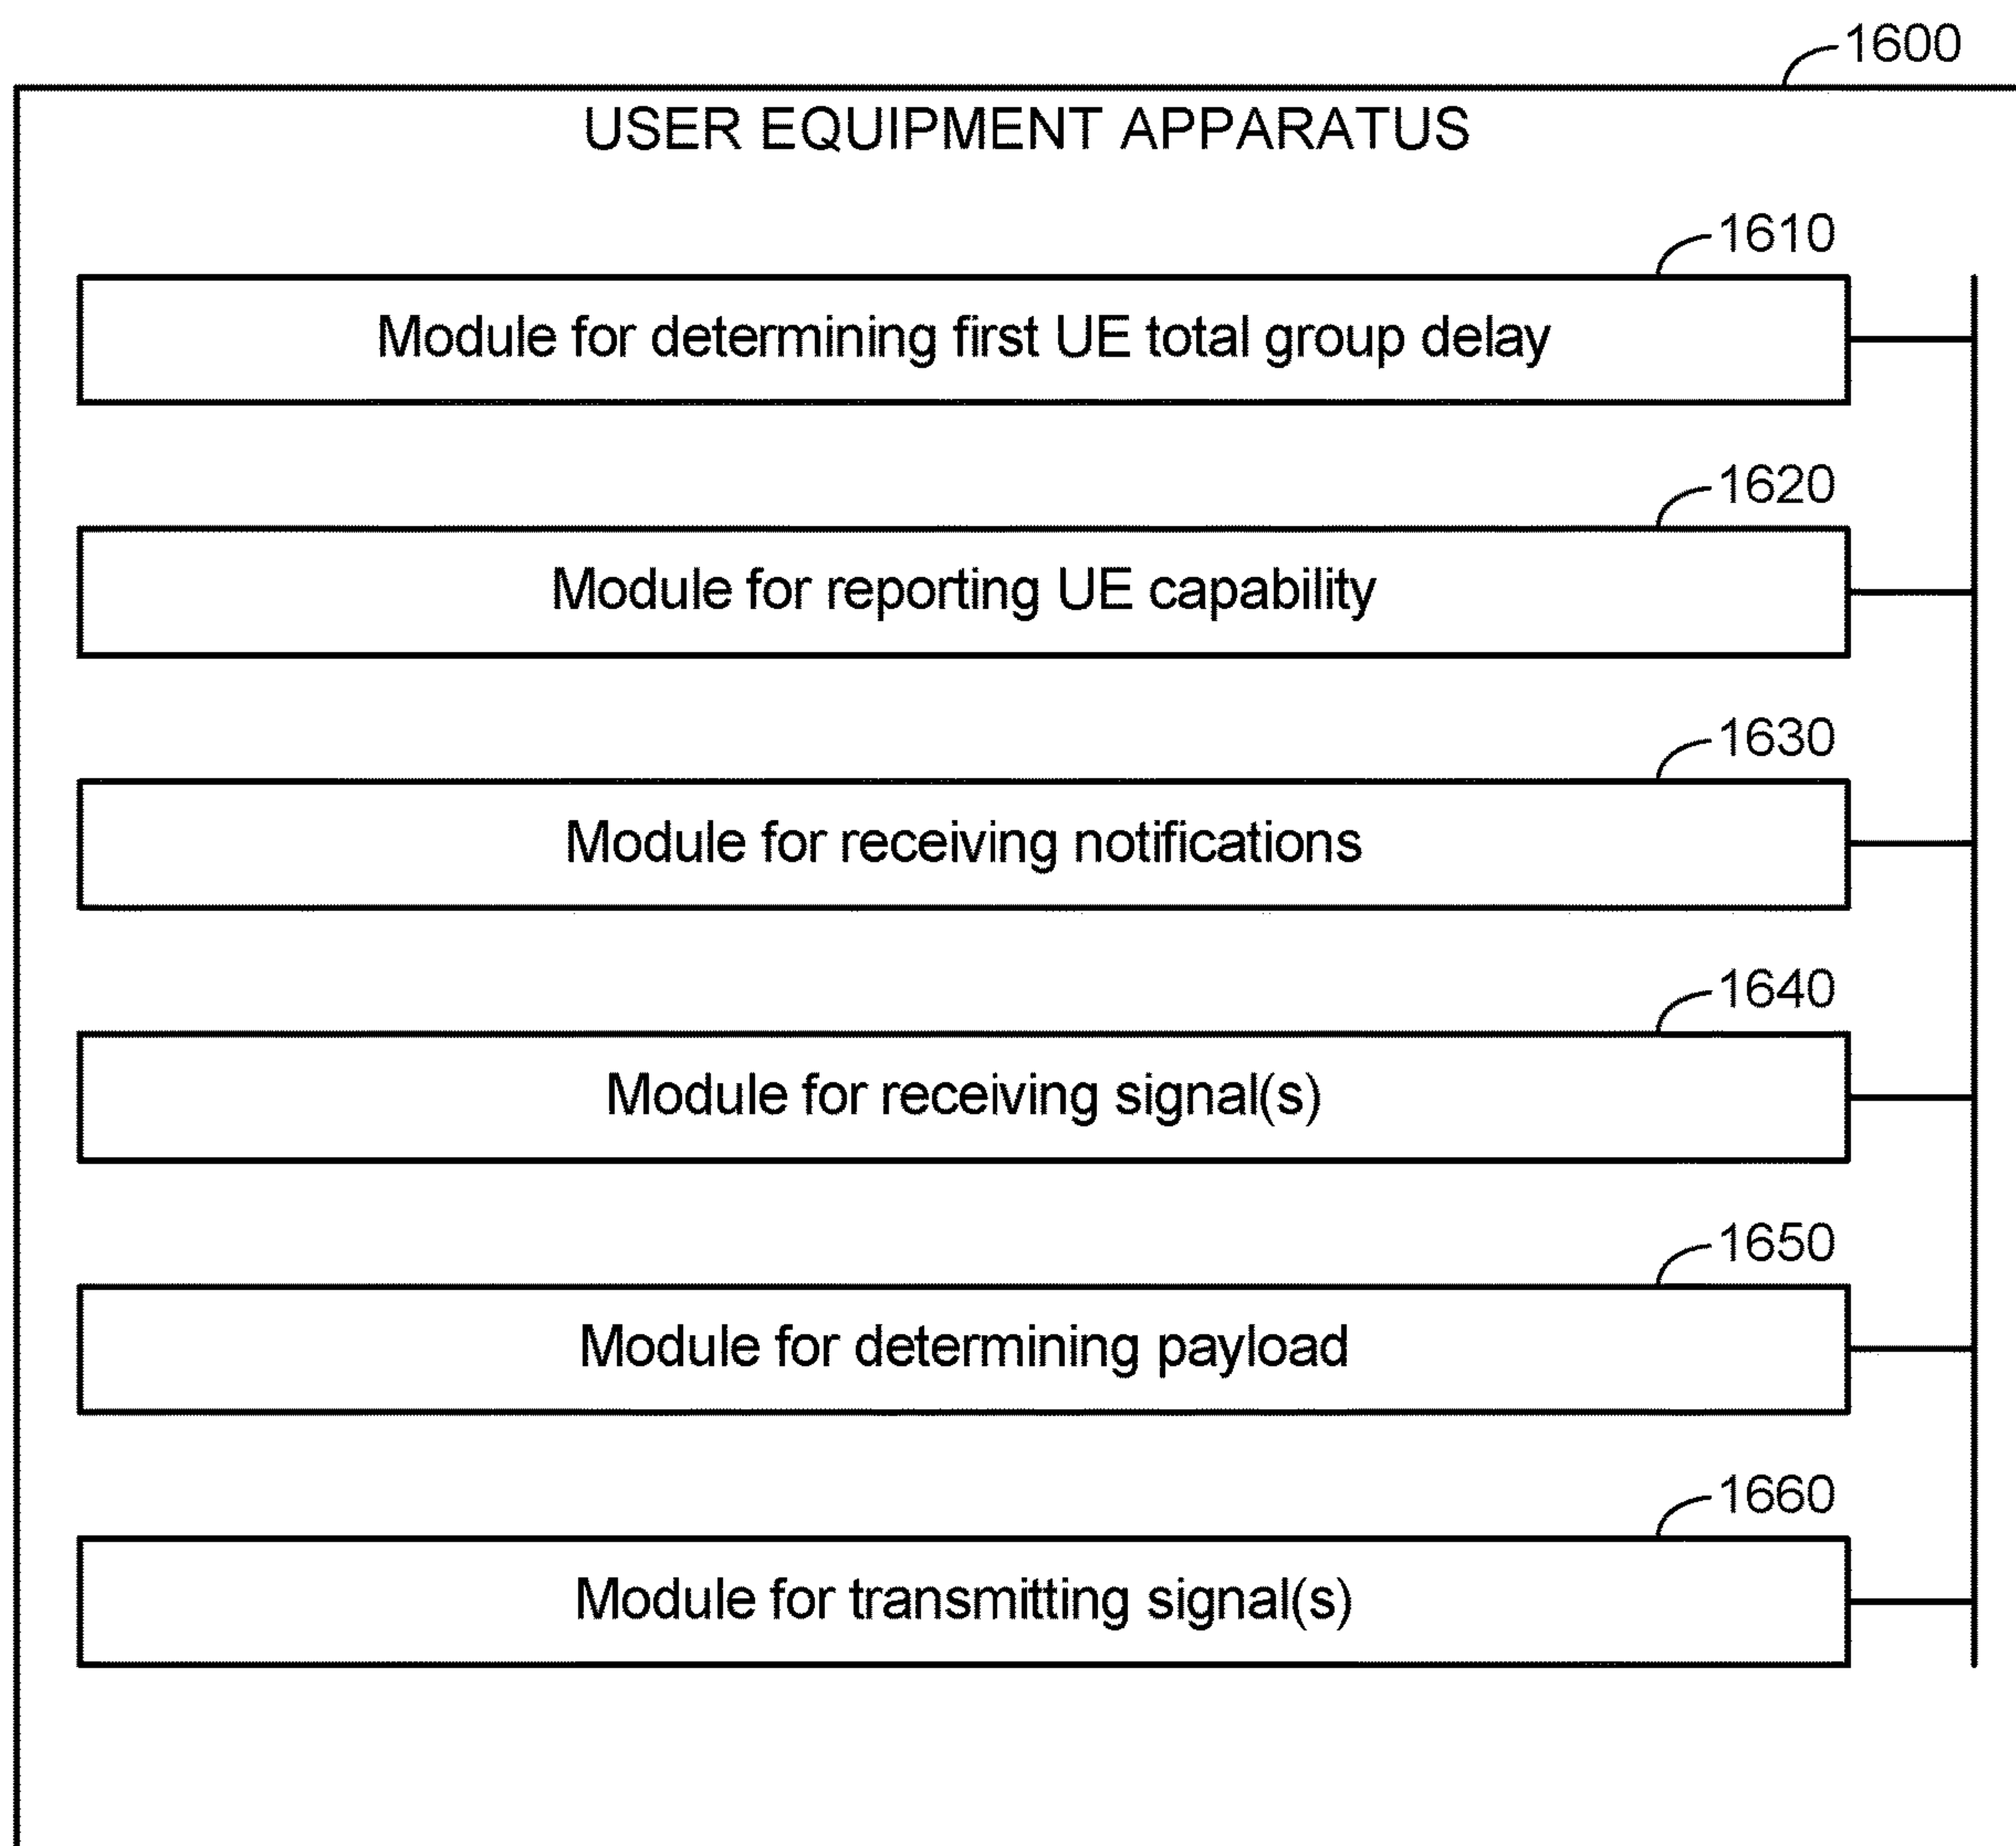 1600
USER EQUIPMENT APPARATUS
1610
Module for determining first UE total group delay
1620
Module for reporting UE capability
1630
Module for receiving notifications
1640
Module for receiving signal(s)
1650
Module for determining payload
1660
Module for transmitting signal(s)